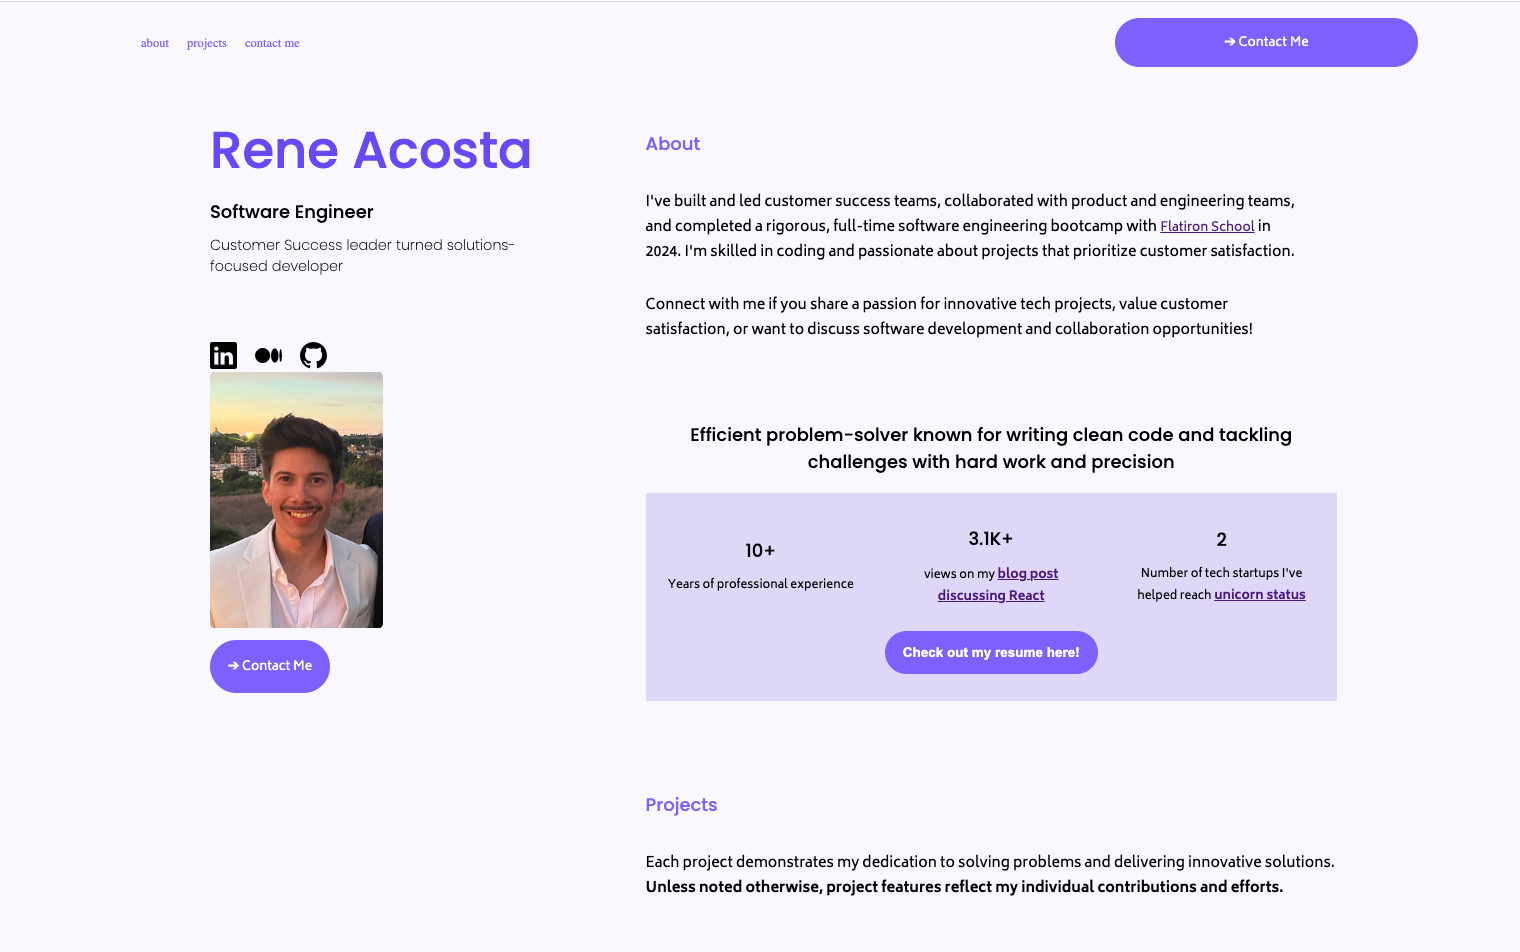 about projects contact me
➔ Contact Me
Rene Acosta
Software Engineer
Customer Success leader turned solutions-
focused developer
in
➔ Contact Me
About
I've built and led customer success teams, collaborated with product and engineering teams,
and completed a rigorous, full-time software engineering bootcamp with Flatiron School in
2024. I'm skilled in coding and passionate about projects that prioritize customer satisfaction.
Connect with me if you share a passion for innovative tech projects, value customer
satisfaction, or want to discuss software development and collaboration opportunities!
Efficient problem-solver known for writing clean code and tackling
challenges with hard work and precision
10+
Years of professional experience
3.1K+
views on my blog post
discussing React
2
Number of tech startups I've
helped reach unicorn status
Check out my resume here!
Projects
Each project demonstrates my dedication to solving problems and delivering innovative solutions.
Unless noted otherwise, project features reflect my individual contributions and efforts.